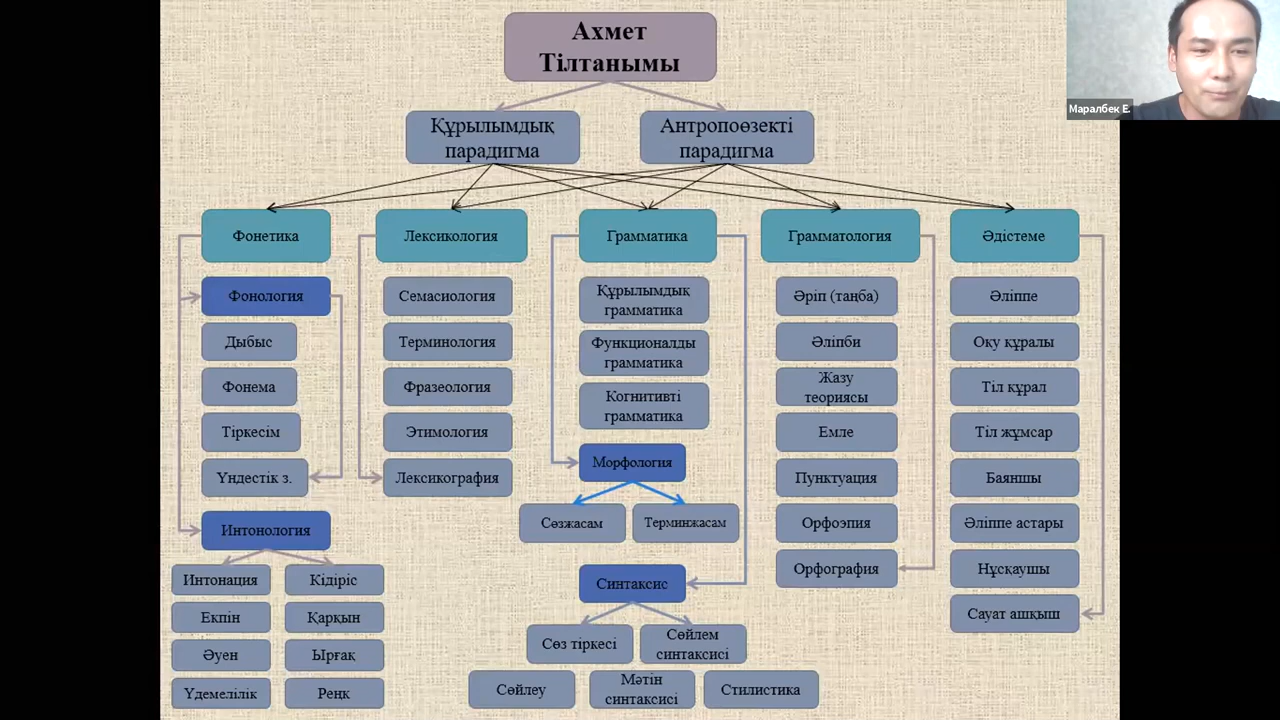 Ахмет
Тілтанымы
Маралбек Е.
Құрылымдық
парадигма
Антропоөзекті
парадигма
Фонетика
Лексикология
Грамматика
Грамматология
Әдістеме
Фонология
Дыбыс
Фонема
Тіркесім
Үндестік з.
Интонология
Интонация
Кідіріс
Екпін
Қарқын
Әуен
Ырғақ
Үдемелілік
Реңк
Семасиология
Терминология
Фразеология
Этимология
Лексикография
Құрылымдық
грамматика
Функционалды
грамматика
Когнитивті
грамматика
Морфология
Сөзжасам
Терминжасам
Синтаксис
Сөз тіркесі
Сөйлем
синтаксисі
Сөйлеу
Мәтін
синтаксисі
Стилистика
Әріп (таңба)
Әліпби
Жазу
теориясы
Емле
Пунктуация
Орфоэпия
Орфография
Әліппе
Оқу құралы
Тіл құрал
Тіл жұмсар
Баяншы
Әліппе астары
Нұсқаушы
Сауат ашқыш